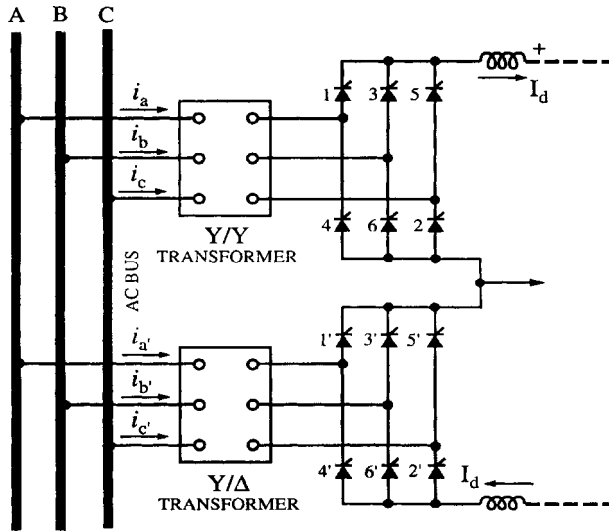 A B C
i_a
i_b
i_c
Y/Y
TRANSFORMER
1 3 5
4 6 2
+
I_d
AC BUS
i_a'
i_b'
i_c'
Y/Δ
TRANSFORMER
1' 3' 5'
4' 6' 2'
I_d